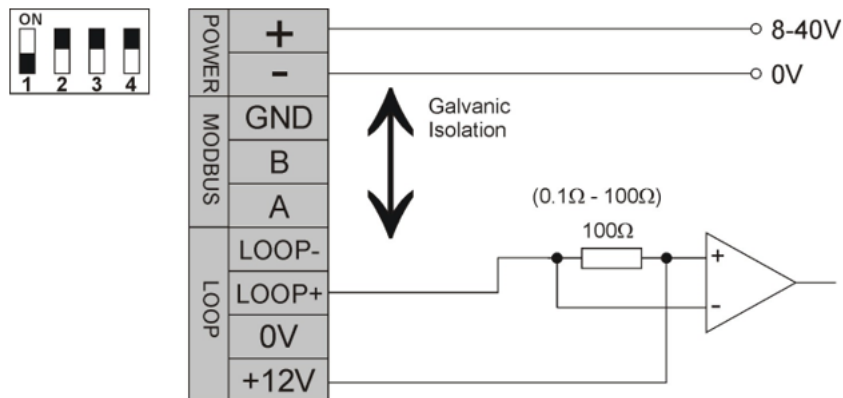 ON
1 2 3 4
POWER
+
-
MODBUS
GND
B
A
LOOP
LOOP-
LOOP+
0V
+12V
8-40V
0V
Galvanic
Isolation
(0.1Ω - 100Ω)
100Ω
+
-